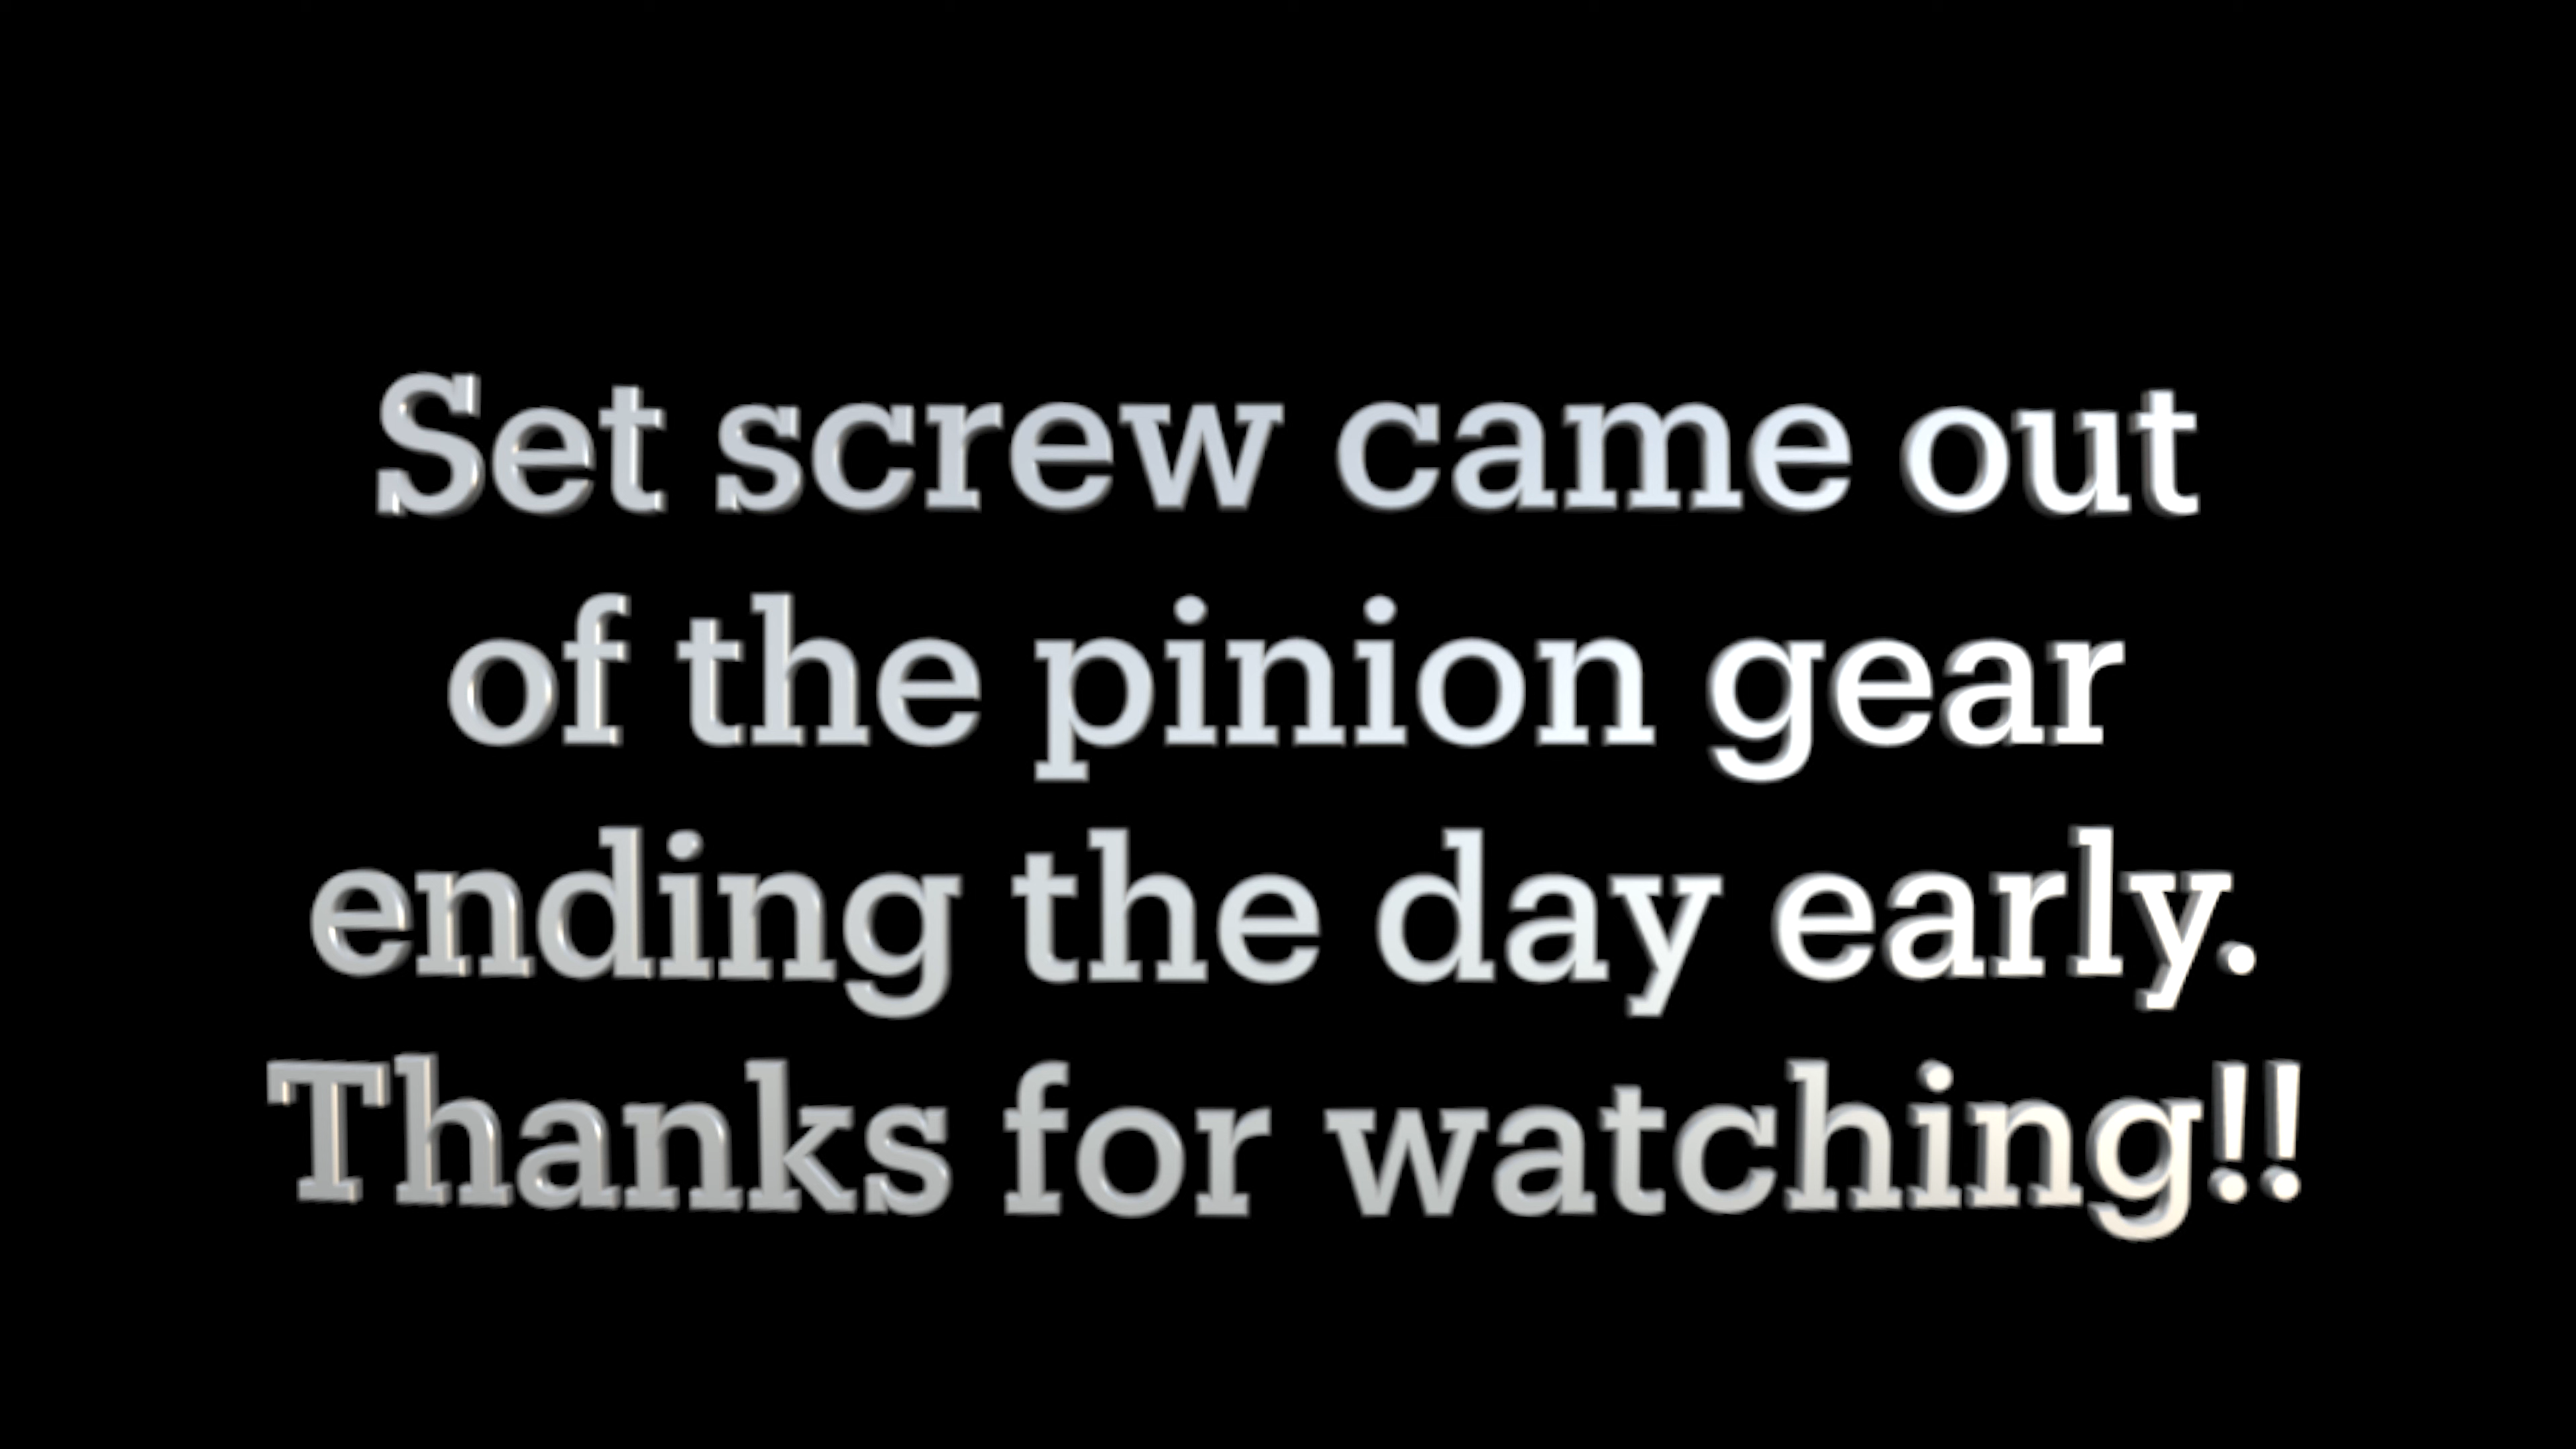 Set screw came out
of the pinion gear
ending the day early.
Thanks for watching!!